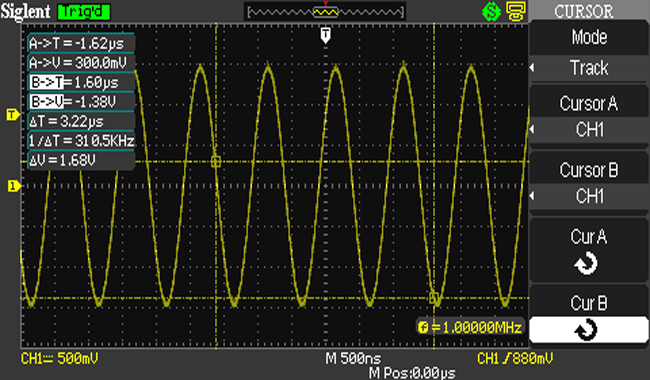 Siglent Trig'd
CURSOR
T
A->T=-1.62µs
A->V=300.0mV
B->T=1.60µs
B->V=-1.38V
ΔT=3.22µs
1/ΔT=310.5KHz
ΔV=1.68V
T
1
Mode
Track
Cursor A
CH1
Cursor B
CH1
Cur A
Cur B
f=1.00000MHz
CH1 500mV
M 500ns
CH1 880mV
M Pos:0.00µs